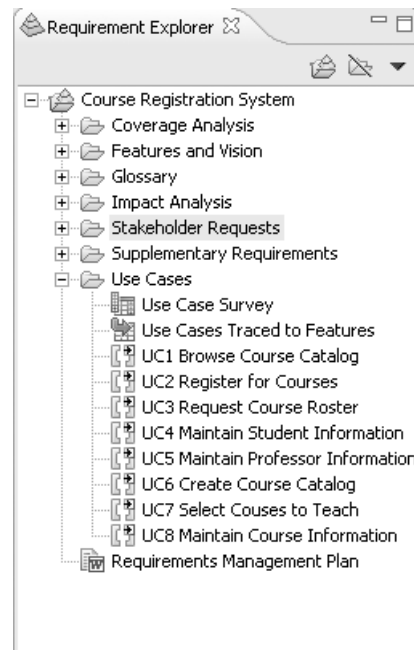 Requirement Explorer
Course Registration System
Coverage Analysis
Features and Vision
Glossary
Impact Analysis
Stakeholder Requests
Supplementary Requirements
Use Cases
Use Case Survey
Use Cases Traced to Features
UC1 Browse Course Catalog
UC2 Register for Courses
UC3 Request Course Roster
UC4 Maintain Student Information
UC5 Maintain Professor Information
UC6 Create Course Catalog
UC7 Select Couses to Teach
UC8 Maintain Course Information
Requirements Management Plan